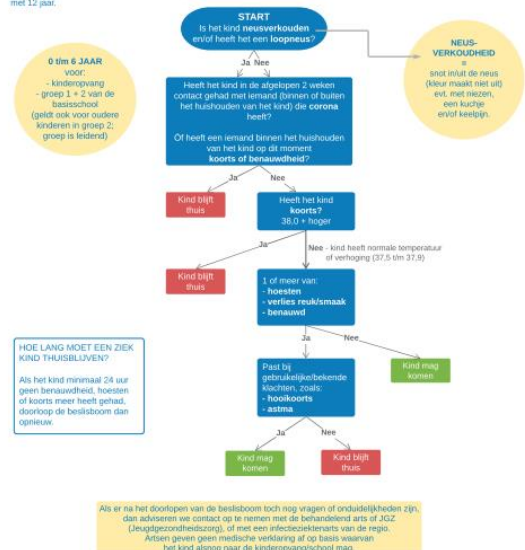 met 12 jaar.
START
Is het kind neusverkouden
en/of heeft het een loopneus?
NEUS-
VERKOUDHEID
=
snot in/uit de neus
(kleur maakt niet uit)
evt. met niezen,
een kuchje
en/of keelpijn.
0 t/m 6 JAAR
voor:
- kinderopvang
- groep 1 + 2 van de
basisschool
(geldt ook voor oudere
kinderen in groep 2;
groep is leidend)
Ja Nee
Heeft het kind in de afgelopen 2 weken
contact gehad met iemand (binnen of buiten
het huishouden van het kind) die corona
heeft?
Óf heeft een iemand binnen het huishouden
van het kind op dit moment
koorts of benauwdheid?
Ja Nee
Kind blijft
thuis
Heeft het kind
koorts?
38,0 + hoger
Ja
Nee - kind heeft normale temperatuur
of verhoging (37,5 t/m 37,9)
Kind blijft
thuis
1 of meer van:
- hoesten
- verlies reuk/smaak
- benauwd
Ja Nee
HOE LANG MOET EEN ZIEK
KIND THUISBLIJVEN?
Als het kind minimaal 24 uur
geen benauwdheid, hoesten
of koorts meer heeft gehad,
doorloop de beslisboom dan
opnieuw.
Past bij
gebruikelijke/bekende
klachten, zoals:
- hooikoorts
- astma
Kind mag
komen
Ja Nee
Kind mag
komen
Kind blijft
thuis
Als er na het doorlopen van de beslisboom toch nog vragen of onduidelijkheden zijn,
dan adviseren we contact op te nemen met de behandelend arts of JGZ
(Jeugdgezondheidszorg), of met een infectieziektenarts van de regio.
Artsen geven geen medische verklaring af op basis waarvan
het kind alsnog naar de kinderopvang/school mag.